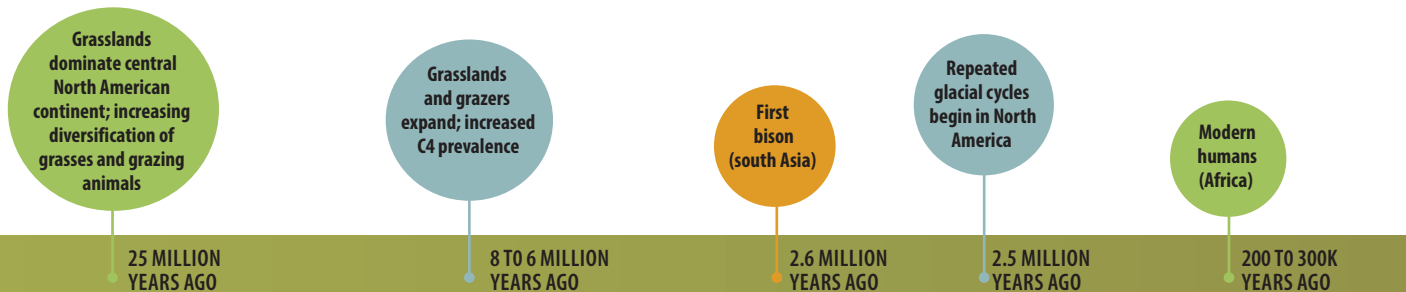 Grasslands
dominate central
North American
continent; increasing
diversification of
grasses and grazing
animals
25 MILLION
YEARS AGO
Grasslands
and grazers
expand; increased
C4 prevalence
8 TO 6 MILLION
YEARS AGO
First
bison
(south Asia)
2.6 MILLION
YEARS AGO
Repeated
glacial cycles
begin in North
America
2.5 MILLION
YEARS AGO
Modern
humans
(Africa)
200 TO 300K
YEARS AGO